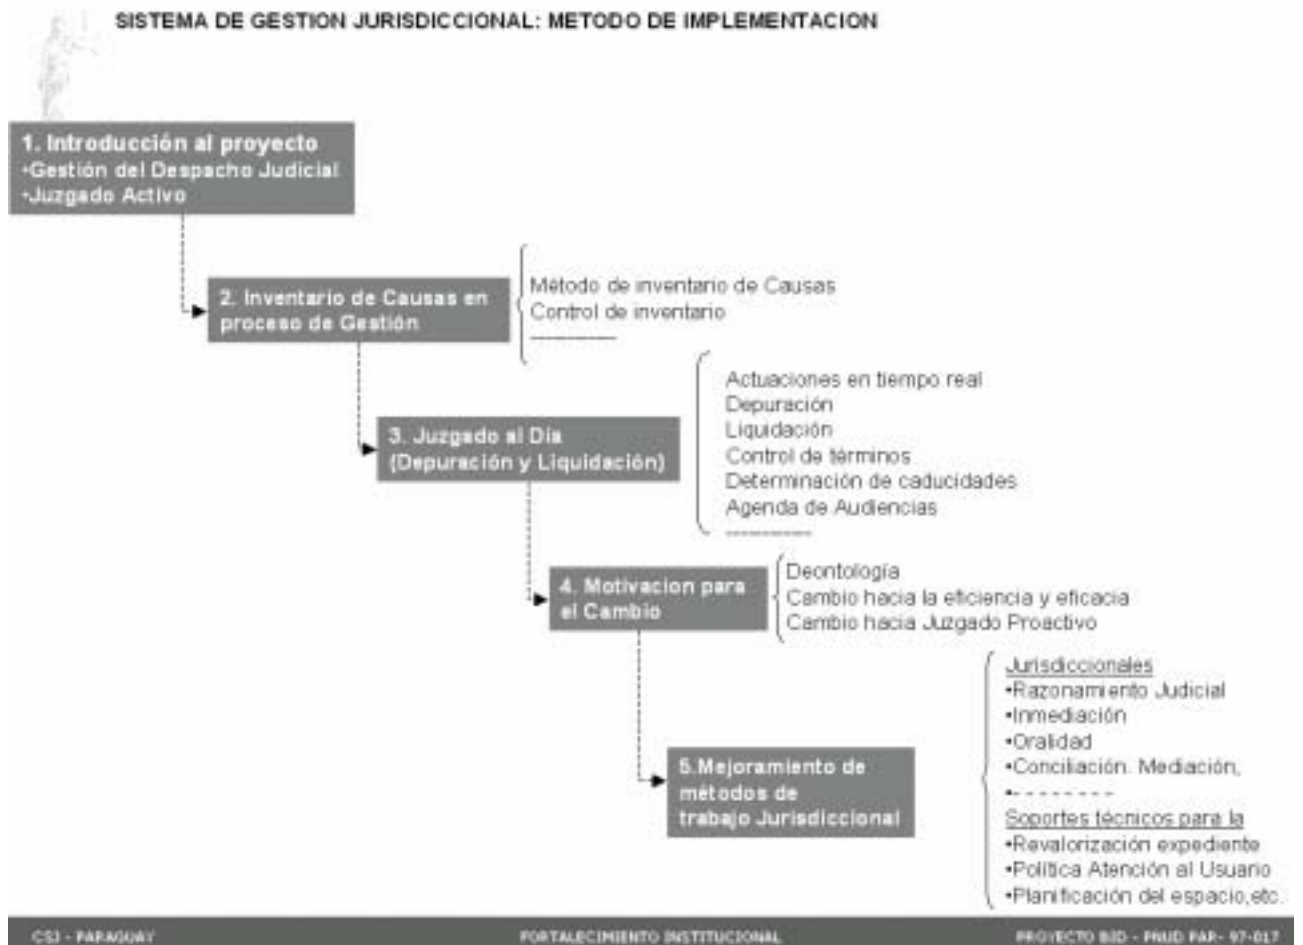 SISTEMA DE GESTION JURISDICCIONAL: METODO DE IMPLEMENTACION
1. Introducción al proyecto
•Gestión del Despacho Judicial
•Juzgado Activo
2. Inventario de Causas en
proceso de Gestión
Método de inventario de Causas
Control de inventario
------------
3. Juzgado al Dia
(Depuración y Liquidación)
Actuaciones en tiempo real
Depuración
Liquidación
Control de términos
Determinación de caducidades
Agenda de Audiencias
------------
4. Motivacion para
el Cambio
Deontología
Cambio hacia la eficiencia y eficacia
Cambio hacia Juzgado Proactivo
5.Mejoramiento de
métodos de
trabajo Jurisdiccional
Jurisdiccionales
•Razonamiento Judicial
•Inmediación
•Oralidad
•Conciliación. Mediación,
•- - - - - - - -
Soportes técnicos para la
•Revalorización expediente
•Política Atención al Usuario
•Planificación del espacio,etc.
CSJ - PARAGUAY
FORTALECIMIENTO INSTITUCIONAL
PROYECTO BID - PNUD PAR- 97-017